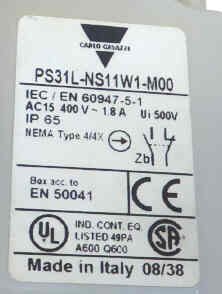 CARLO GAVAZZI
PS31L-NS11W1-M00
IEC / EN 60947-5-1
AC15 400 V ~ 1.8 A Ui 500V
IP 65
NEMA Type 4/4X
Zb
Box acc. to
EN 50041
CE
UL
IND. CONT. EQ.
LISTED 49PA
A600 Q600
SA
Made in Italy 08/38